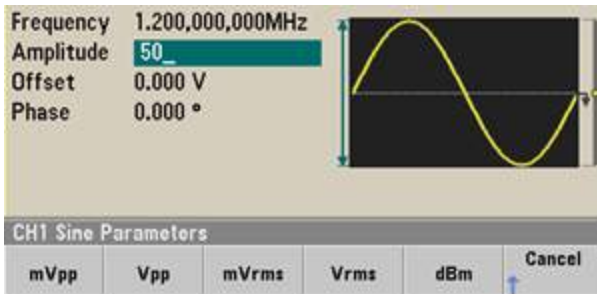 Frequency 1.200,000,000MHz
Amplitude 50_
Offset 0.000 V
Phase 0.000 °
CH1 Sine Parameters
mVpp Vpp mVrms Vrms dBm Cancel